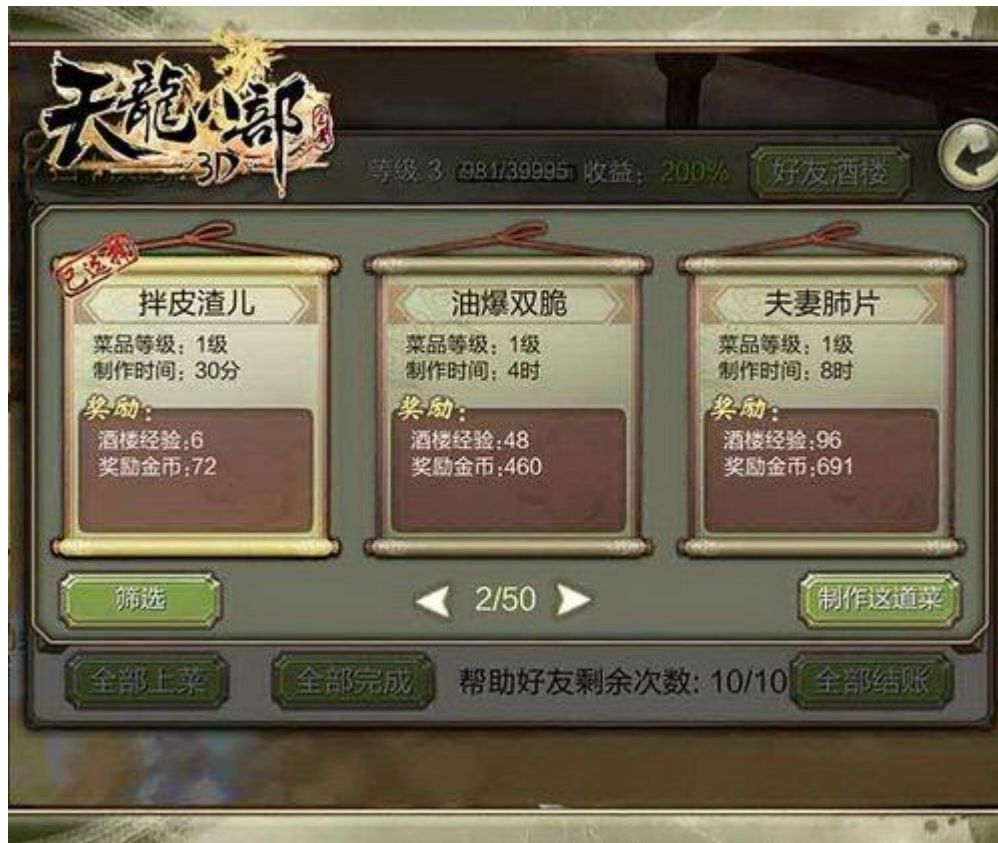 天龍八部
3D
等级 3 7981/39995 收益：200% 好友酒楼
已选择
拌皮渣儿
菜品等级：1级
制作时间：30分
奖励：
酒楼经验：6
奖励金币：72
油爆双脆
菜品等级：1级
制作时间：4时
奖励：
酒楼经验：48
奖励金币：460
夫妻肺片
菜品等级：1级
制作时间：8时
奖励：
酒楼经验：96
奖励金币：691
筛选
2/50
制作这道菜
全部上菜
全部完成
帮助好友剩余次数: 10/10
全部结账